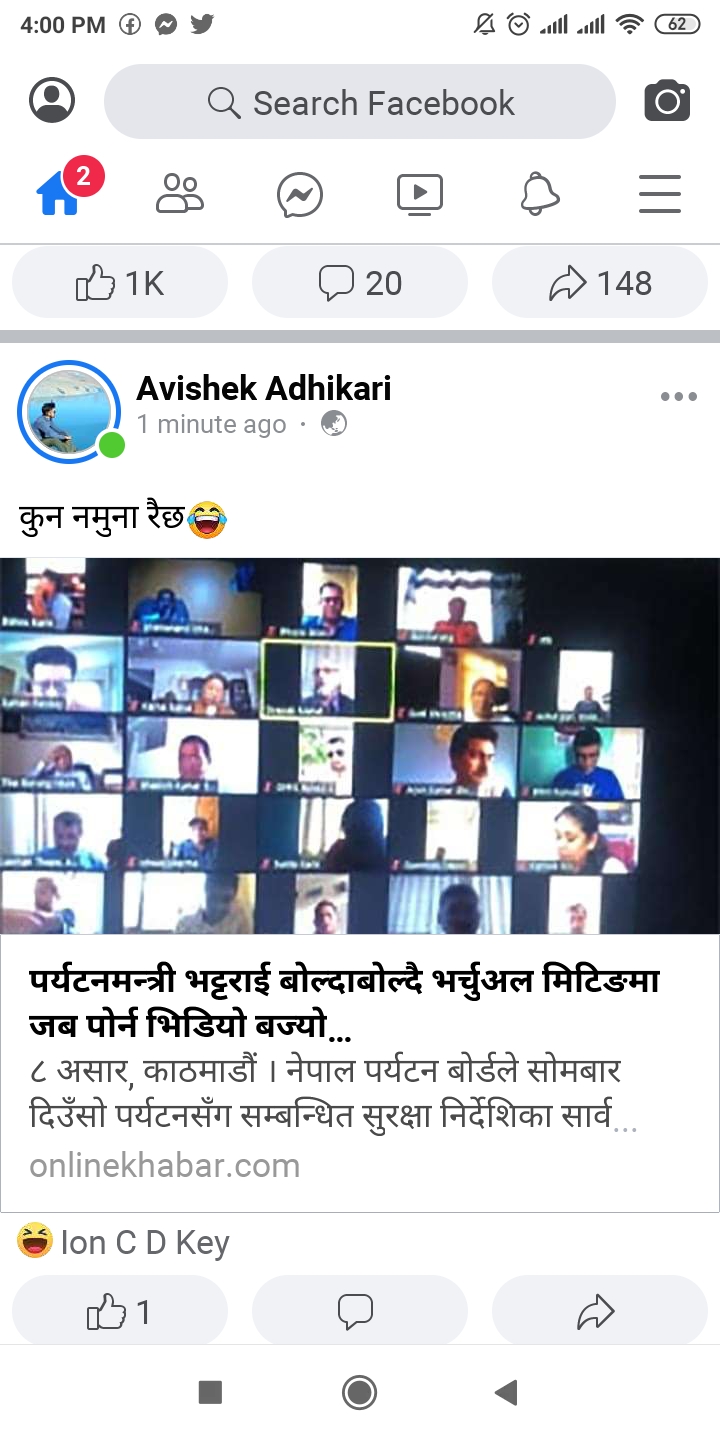 4:00 PM
62
Search Facebook
2
1K
20
148
Avishek Adhikari
1 minute ago ·
कुन नमुना रैछ😂
पर्यटनमन्त्री भट्टराई बोल्दाबोल्दै भर्चुअल मिटिङमा
जब पोर्न भिडियो बज्यो...
८ असार, काठमाडौं । नेपाल पर्यटन बोर्डले सोमबार
दिउँसो पर्यटनसँग सम्बन्धित सुरक्षा निर्देशिका सार्व...
onlinekhabar.com
😆 Ion C D Key
1